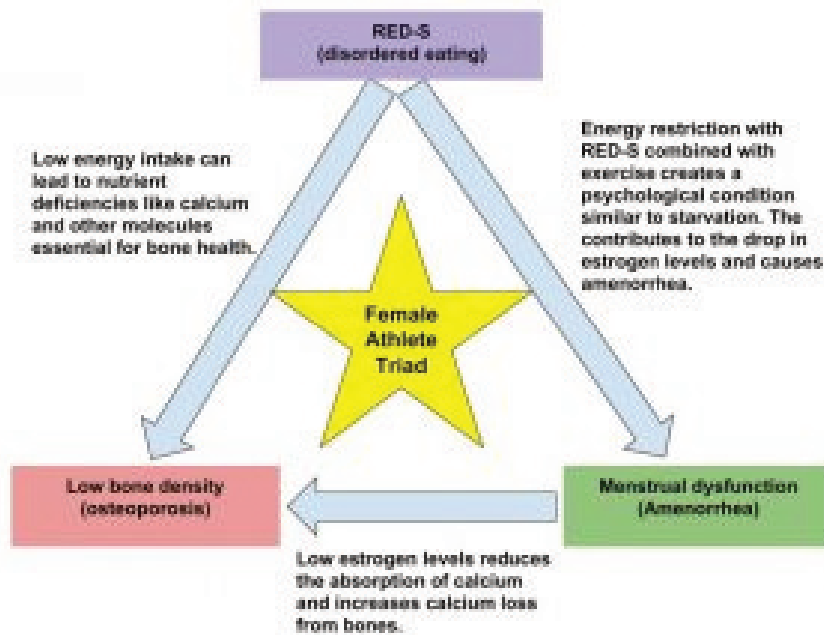 RED-S
(disordered eating)
Low energy intake can
lead to nutrient
deficiencies like calcium
and other molecules
essential for bone health.
Energy restriction with
RED-S combined with
exercise creates a
psychological condition
similar to starvation. The
contributes to the drop in
estrogen levels and causes
amenorrhea.
Female
Athlete
Triad
Low bone density
(osteoporosis)
Menstrual dysfunction
(Amenorrhea)
Low estrogen levels reduces
the absorption of calcium
and increases calcium loss
from bones.